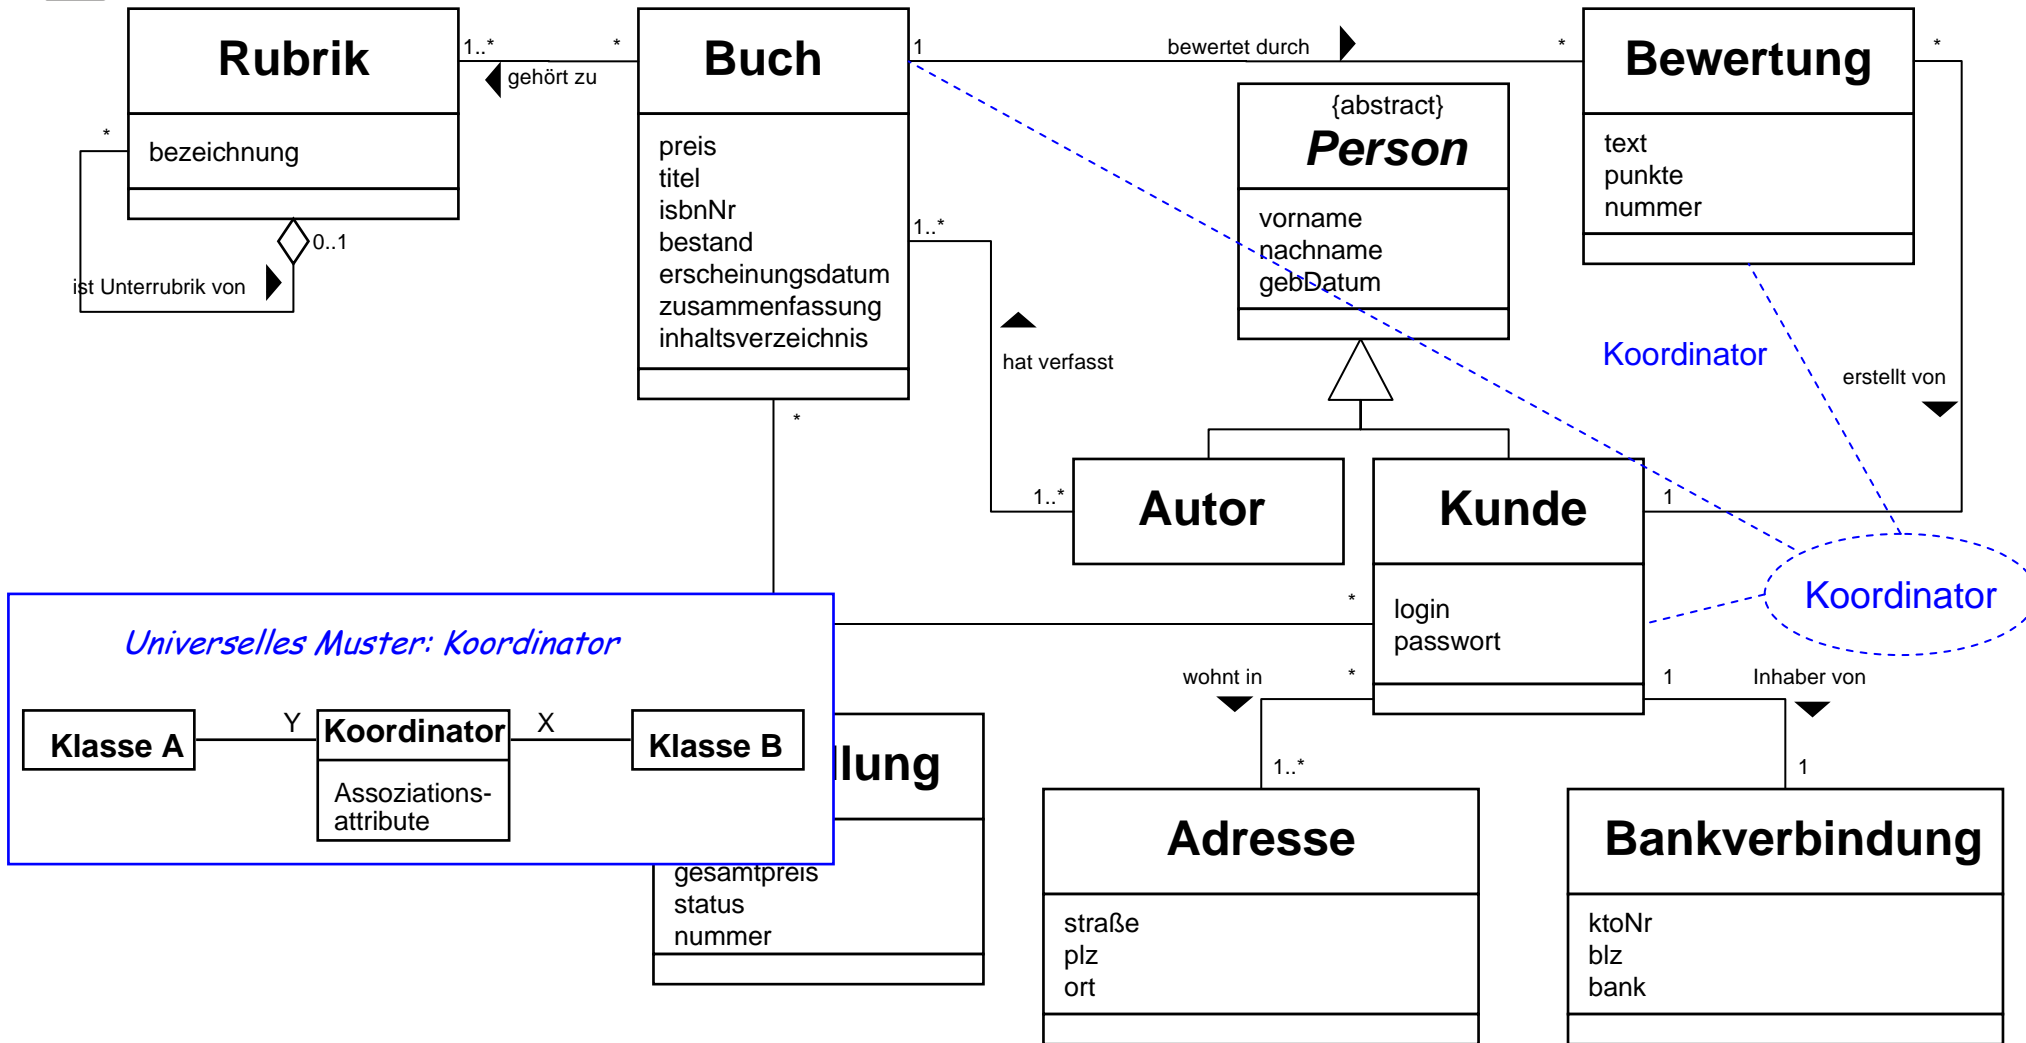 Rubrik
bezeichnung
*
0..1
ist Unterrubrik von
1..*
*
gehört zu
Buch
preis
titel
isbnNr
bestand
erscheinungsdatum
zusammenfassung
inhaltsverzeichnis
1
bewertet durch
*
1..*
hat verfasst
1..*
*
{abstract}
Person
vorname
nachname
gebDatum
Bewertung
text
punkte
nummer
*
Koordinator
erstellt von
1
Autor
Kunde
login
passwort
*
Koordinator
wohnt in
*
1..*
1
Inhaber von
1
Universelles Muster: Koordinator
Klasse A
Y
Koordinator
X
Klasse B
Assoziations-
attribute
llung
gesamtpreis
status
nummer
Adresse
straße
plz
ort
Bankverbindung
ktoNr
blz
bank